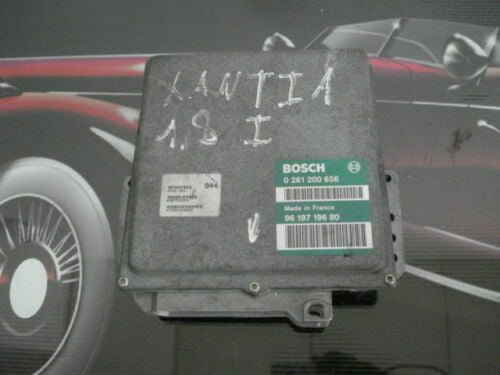 XANTIA
1,8 I
BOSCH
0 261 200 656
Made in France
96 197 196 80
944